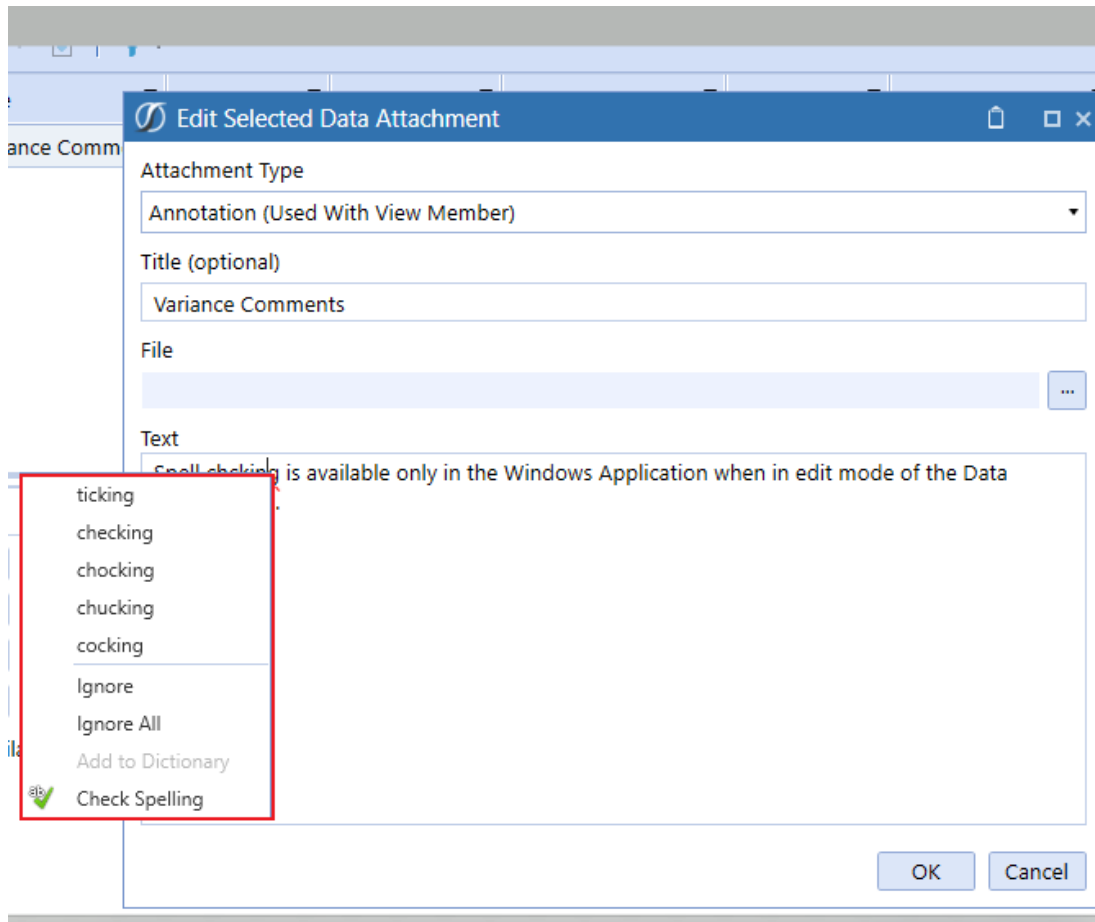 ance Comm
Edit Selected Data Attachment
Attachment Type
Annotation (Used With View Member)
Title (optional)
Variance Comments
File
...
Text
Spell chcking is available only in the Windows Application when in edit mode of the Data
ticking
checking
chocking
chucking
cocking
Ignore
Ignore All
Add to Dictionary
Check Spelling
OK
Cancel